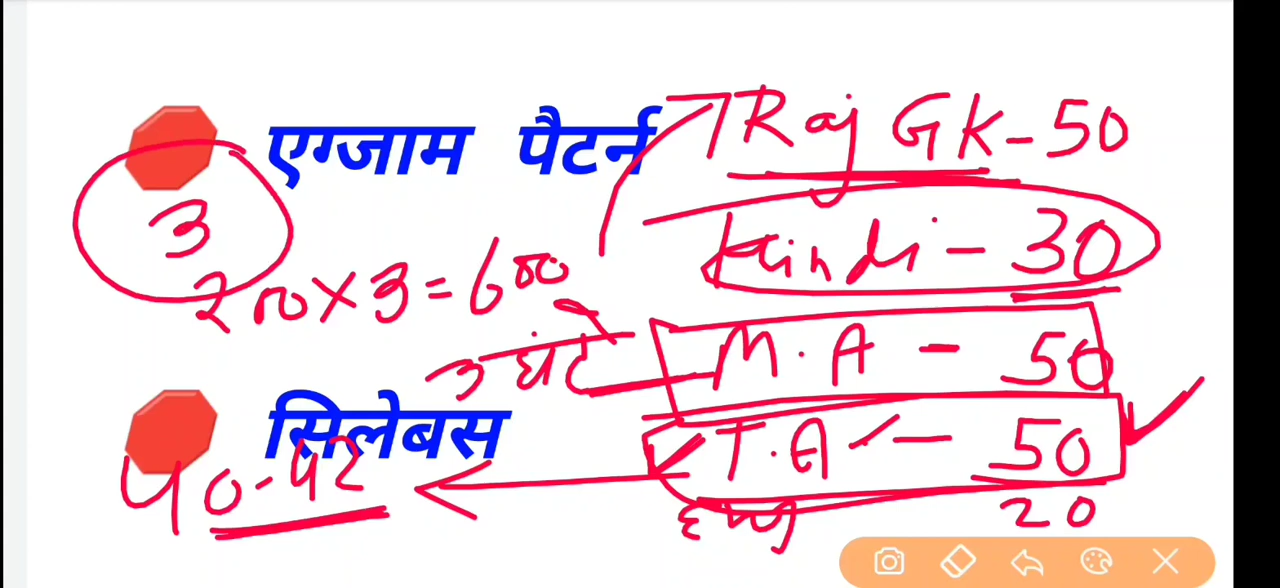 एग्जाम पैटर्न
Raj GK-50
3
Hindi - 30
200×3=600
M.A - 50
3 घंटे
सिलेबस
T.A - 50
40-42
20